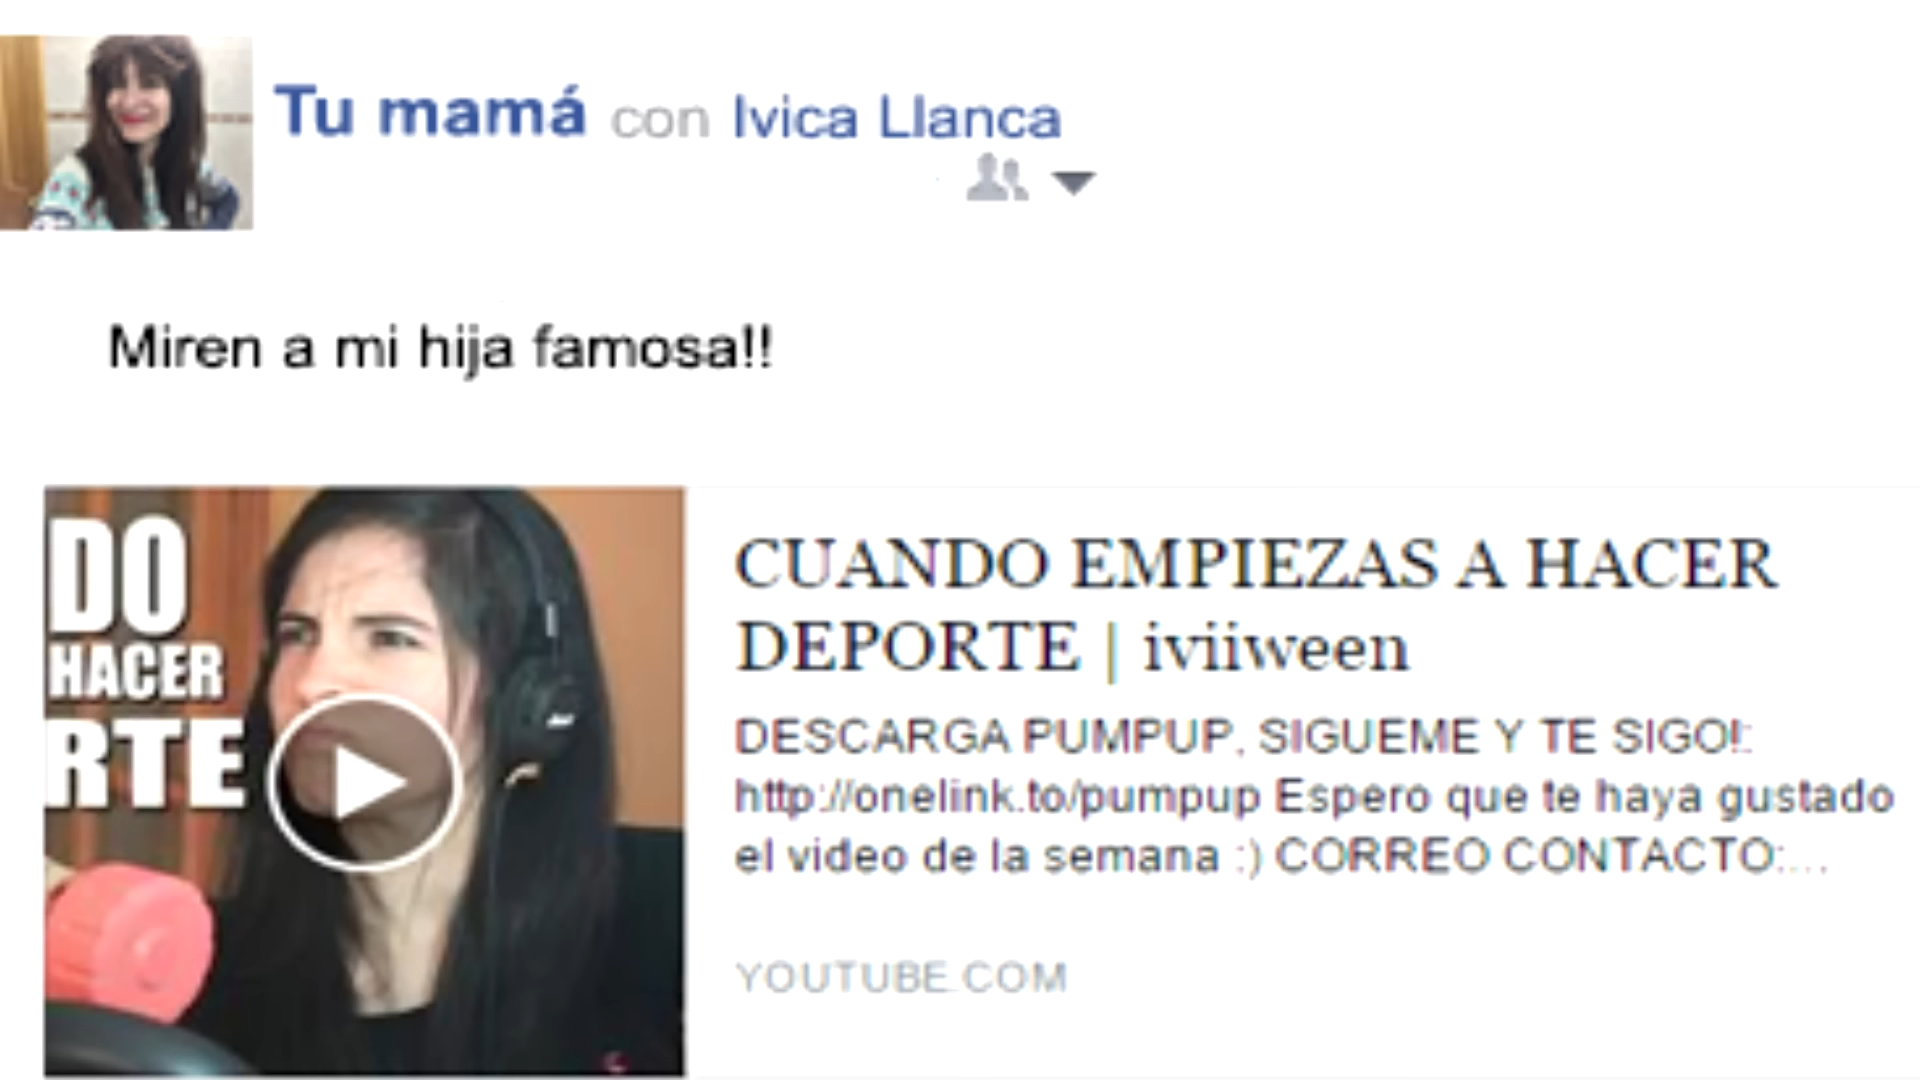 Tu mamá con Ivica Llanca
Miren a mi hija famosa!!
DO
HACER
RTE
CUANDO EMPIEZAS A HACER
DEPORTE | iviiween
DESCARGA PUMPUP, SIGUEME Y TE SIGO!:
http://onelink.to/pumpup Espero que te haya gustado
el video de la semana :) CORREO CONTACTO:...
YOUTUBE.COM